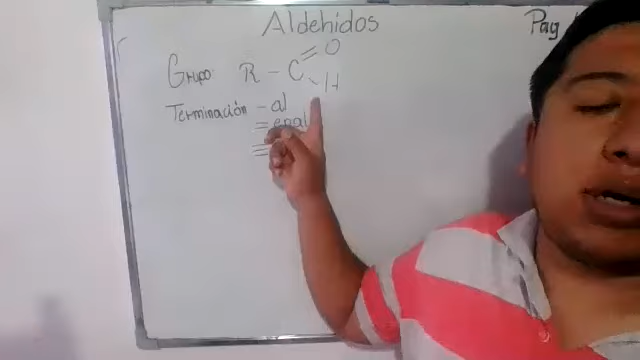 Aldehidos Pag
Grupo R - C = O
- H
Terminación - al
= enal
≡